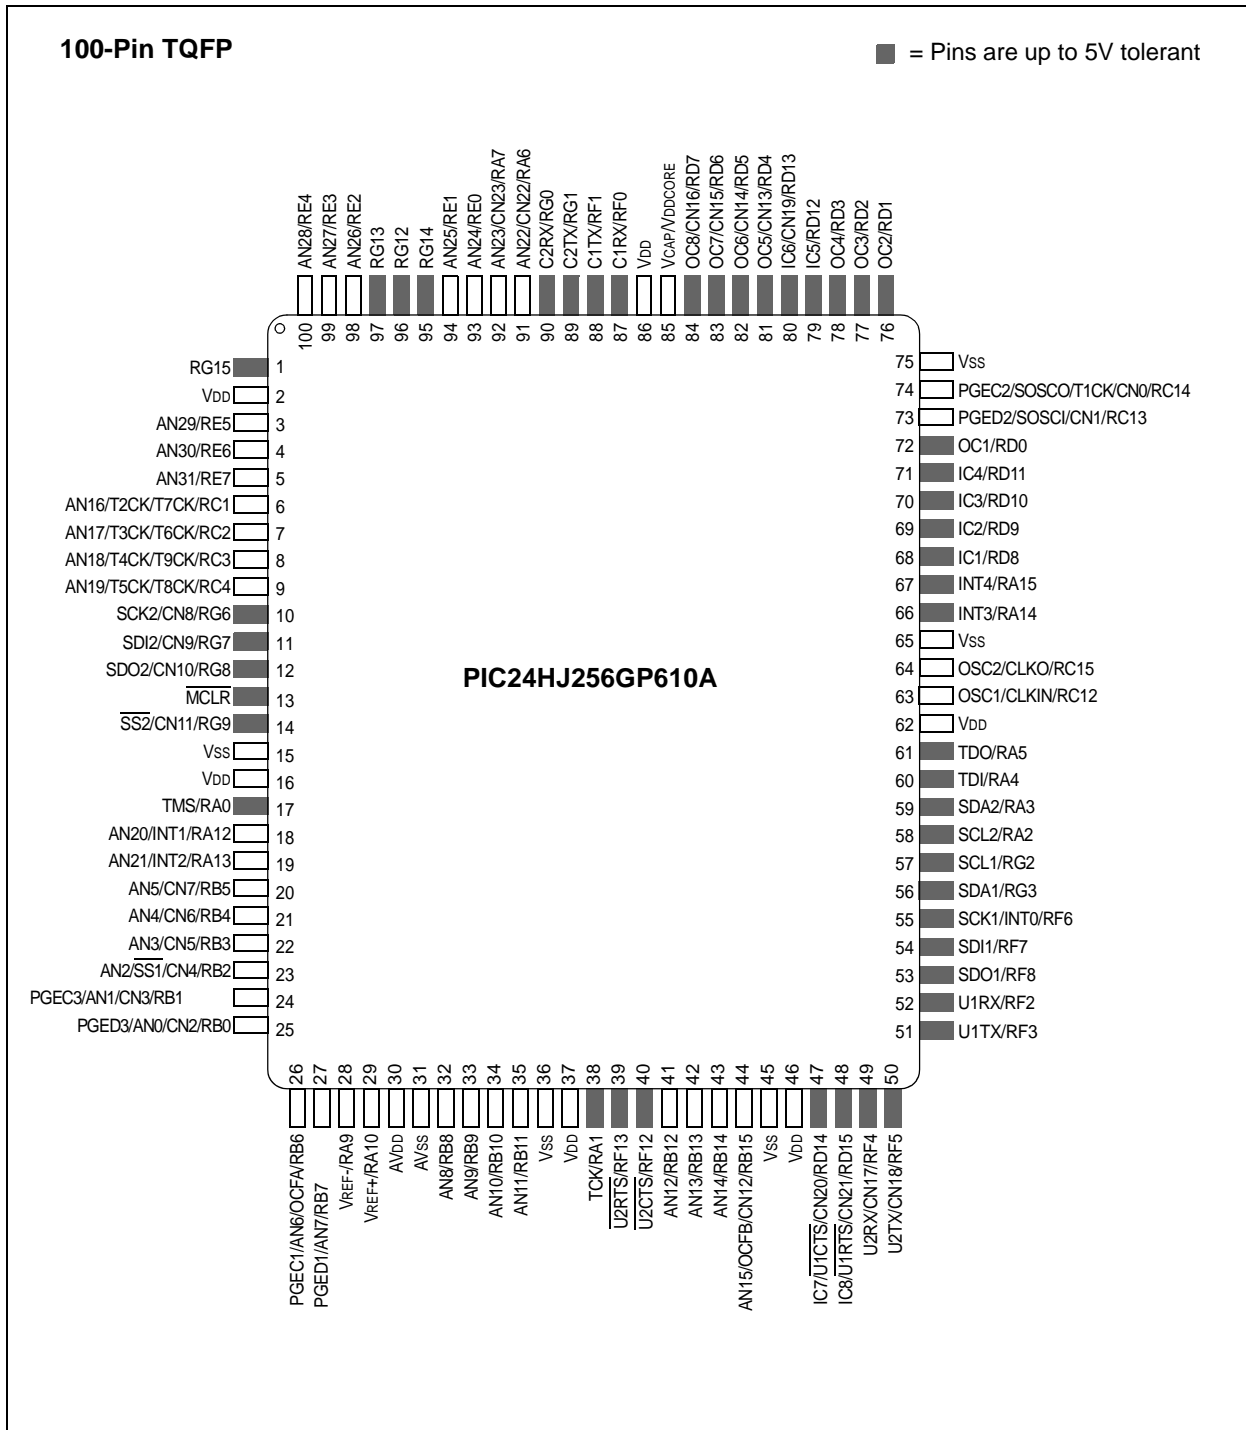 100-Pin TQFP
= Pins are up to 5V tolerant
AN28/RE4
AN27/RE3
AN26/RE2
RG13
RG12
RG14
AN25/RE1
AN24/RE0
AN23/CN23/RA7
AN22/CN22/RA6
C2RX/RG0
C2TX/RG1
C1TX/RF1
C1RX/RF0
VDD
VCAP/VDDCORE
OC8/CN16/RD7
OC7/CN15/RD6
OC6/CN14/RD5
OC5/CN13/RD4
IC6/CN19/RD13
IC5/RD12
OC4/RD3
OC3/RD2
OC2/RD1
100
99
98
97
96
95
94
93
92
91
90
89
88
87
86
85
84
83
82
81
80
79
78
77
76
RG15 1
VDD 2
AN29/RE5 3
AN30/RE6 4
AN31/RE7 5
AN16/T2CK/T7CK/RC1 6
AN17/T3CK/T6CK/RC2 7
AN18/T4CK/T9CK/RC3 8
AN19/T5CK/T8CK/RC4 9
SCK2/CN8/RG6 10
SDI2/CN9/RG7 11
SDO2/CN10/RG8 12
MCLR 13
SS2/CN11/RG9 14
VSS 15
VDD 16
TMS/RA0 17
AN20/INT1/RA12 18
AN21/INT2/RA13 19
AN5/CN7/RB5 20
AN4/CN6/RB4 21
AN3/CN5/RB3 22
AN2/SS1/CN4/RB2 23
PGEC3/AN1/CN3/RB1 24
PGED3/AN0/CN2/RB0 25
PIC24HJ256GP610A
75 VSS
74 PGEC2/SOSCO/T1CK/CN0/RC14
73 PGED2/SOSCI/CN1/RC13
72 OC1/RD0
71 IC4/RD11
70 IC3/RD10
69 IC2/RD9
68 IC1/RD8
67 INT4/RA15
66 INT3/RA14
65 VSS
64 OSC2/CLKO/RC15
63 OSC1/CLKIN/RC12
62 VDD
61 TDO/RA5
60 TDI/RA4
59 SDA2/RA3
58 SCL2/RA2
57 SCL1/RG2
56 SDA1/RG3
55 SCK1/INT0/RF6
54 SDI1/RF7
53 SDO1/RF8
52 U1RX/RF2
51 U1TX/RF3
26
27
28
29
30
31
32
33
34
35
36
37
38
39
40
41
42
43
44
45
46
47
48
49
50
PGEC1/AN6/OCFA/RB6
PGED1/AN7/RB7
VREF-/RA9
VREF+/RA10
AVDD
AVSS
AN8/RB8
AN9/RB9
AN10/RB10
AN11/RB11
VSS
VDD
TCK/RA1
U2RTS/RF13
U2CTS/RF12
AN12/RB12
AN13/RB13
AN14/RB14
AN15/OCFB/CN12/RB15
VSS
VDD
IC7/U1CTS/CN20/RD14
IC8/U1RTS/CN21/RD15
U2RX/CN17/RF4
U2TX/CN18/RF5